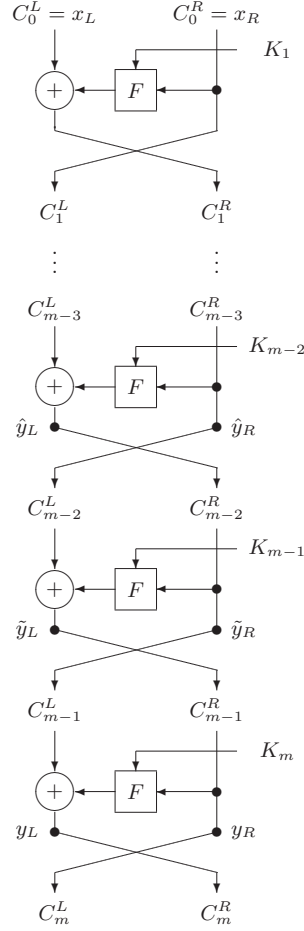 C_0^L = x_L C_0^R = x_R
K_1
+ F
C_1^L C_1^R
⋮ ⋮
C_{m-3}^L C_{m-3}^R
K_{m-2}
+ F
ŷ_L ŷ_R
C_{m-2}^L C_{m-2}^R
K_{m-1}
+ F
ỹ_L ỹ_R
C_{m-1}^L C_{m-1}^R
K_m
+ F
y_L y_R
C_m^L C_m^R